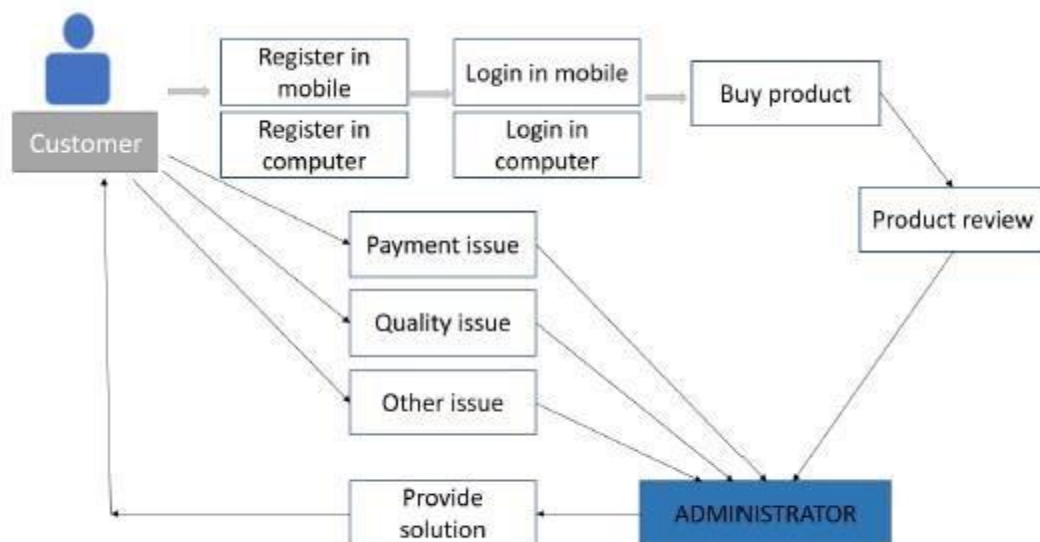 Customer
Register in
mobile
Register in
computer
Login in mobile
Login in
computer
Buy product
Product review
Payment issue
Quality issue
Other issue
Provide
solution
ADMINISTRATOR